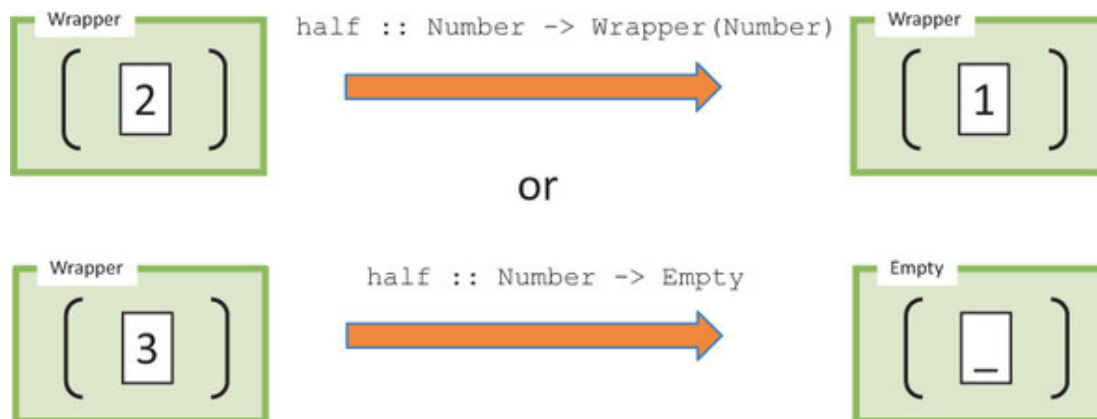 Wrapper
half :: Number -> Wrapper(Number)
Wrapper
2
1
or
Wrapper
half :: Number -> Empty
Empty
3
_